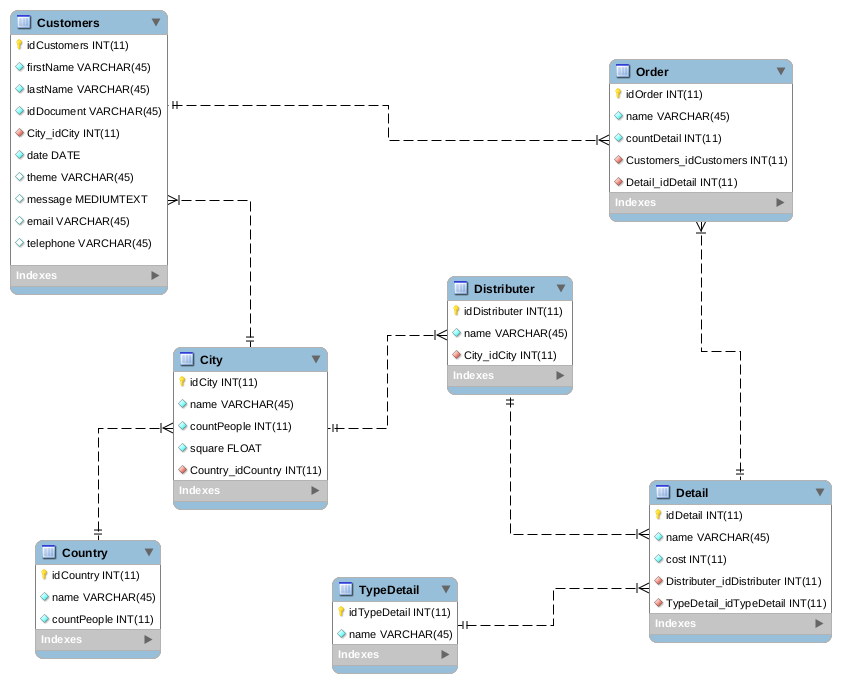 Customers
idCustomers INT(11)
firstName VARCHAR(45)
lastName VARCHAR(45)
idDocument VARCHAR(45)
City_idCity INT(11)
date DATE
theme VARCHAR(45)
message MEDIUMTEXT
email VARCHAR(45)
telephone VARCHAR(45)
Indexes
Order
idOrder INT(11)
name VARCHAR(45)
countDetail INT(11)
Customers_idCustomers INT(11)
Detail_idDetail INT(11)
Indexes
Distributer
idDistributer INT(11)
name VARCHAR(45)
City_idCity INT(11)
Indexes
City
idCity INT(11)
name VARCHAR(45)
countPeople INT(11)
square FLOAT
Country_idCountry INT(11)
Indexes
Detail
idDetail INT(11)
name VARCHAR(45)
cost INT(11)
Distributer_idDistributer INT(11)
TypeDetail_idTypeDetail INT(11)
Indexes
Country
idCountry INT(11)
name VARCHAR(45)
countPeople INT(11)
Indexes
TypeDetail
idTypeDetail INT(11)
name VARCHAR(45)
Indexes